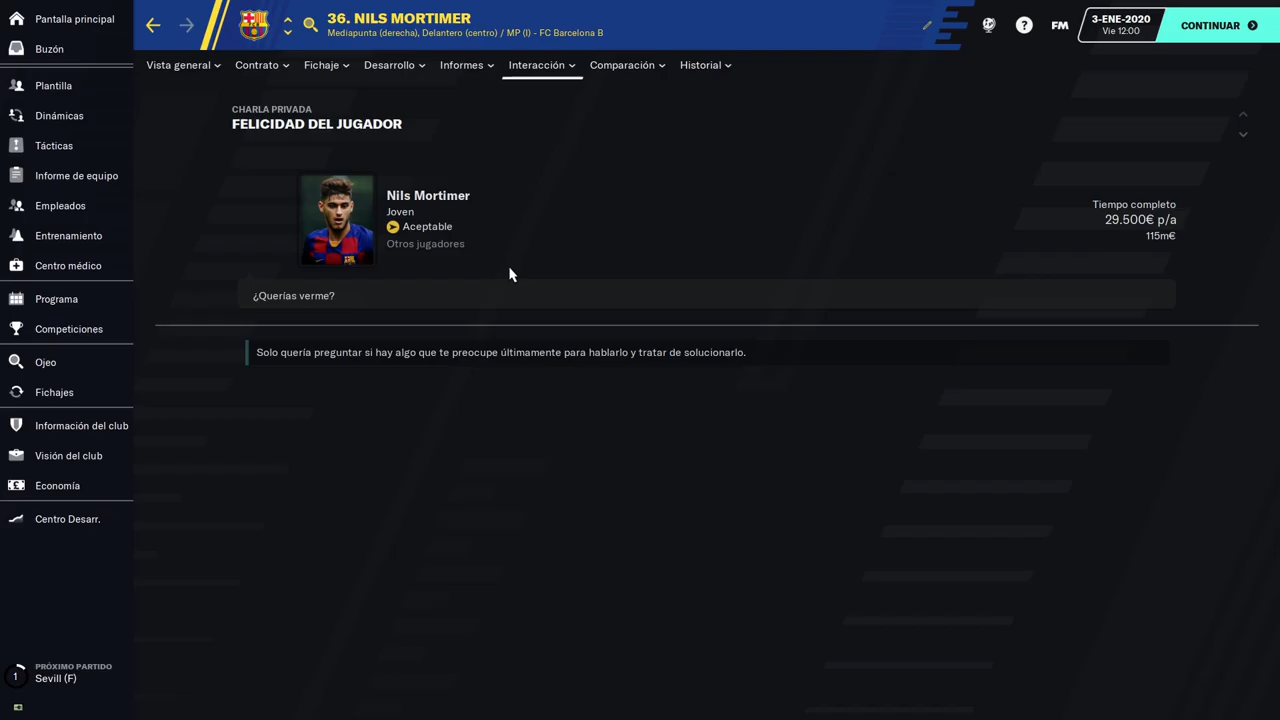 Pantalla principal
Buzón
Plantilla
Dinámicas
Tácticas
Informe de equipo
Empleados
Entrenamiento
Centro médico
Programa
Competiciones
Ojeo
Fichajes
Información del club
Visión del club
Economía
Centro Desarr.
PRÓXIMO PARTIDO
1
Sevill (F)
36. NILS MORTIMER
Mediapunta (derecha), Delantero (centro) / MP (I) - FC Barcelona B
?
FM
3-ENE-2020
Vie 12:00
CONTINUAR
Vista general
Contrato
Fichaje
Desarrollo
Informes
Interacción
Comparación
Historial
CHARLA PRIVADA
FELICIDAD DEL JUGADOR
Nils Mortimer
Joven
Aceptable
Otros jugadores
Tiempo completo
29.500€ p/a
115m€
¿Querías verme?
Solo quería preguntar si hay algo que te preocupe últimamente para hablarlo y tratar de solucionarlo.